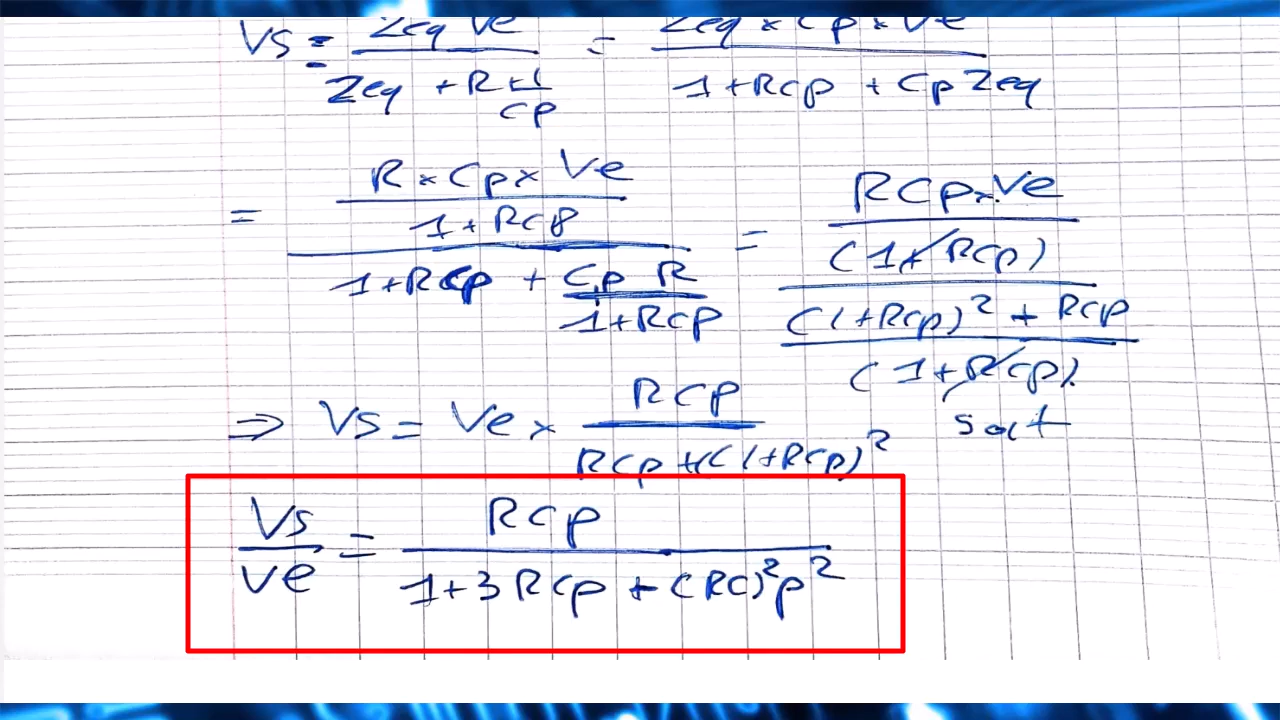 Vs = Zeq Ve / (Zeq + R + 1/Cp) = Zeq × Cp × Ve / (1 + RCp + Cp Zeq)
= (R × Cp × Ve / (1 + RCp)) / (1 + RCp + Cp R / (1 + RCp)) = (RCp × Ve / (1 + RCp)) / (((1 + RCp)² + RCp) / (1 + RCp))
⇒ Vs = Ve × RCp / (RCp + (1 + RCp)²) soit
Vs/Ve = RCp / (1 + 3RCp + (RC)²p²)